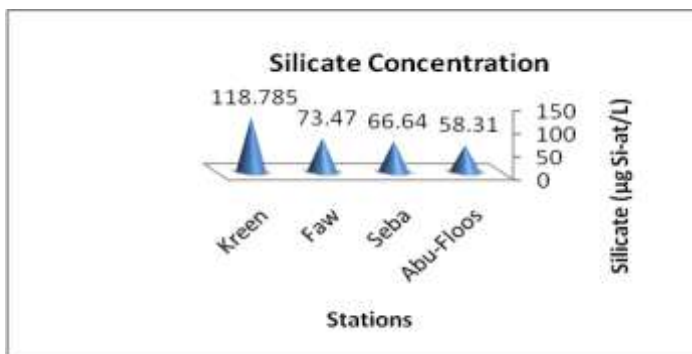 Silicate Concentration
118.785
73.47
66.64
58.31
150
100
50
0
Silicate (µg Si-at/L)
Kreen
Faw
Seba
Abu-Floos
Stations